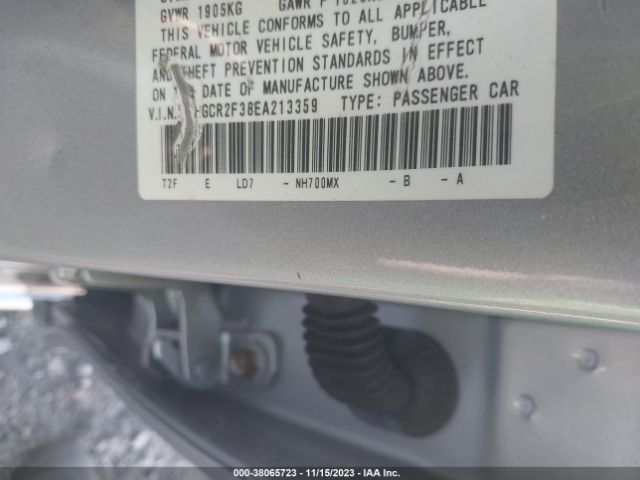 GVWR 1905KG GAWR F
THIS VEHICLE CONFORMS TO ALL APPLICABLE
FEDERAL MOTOR VEHICLE SAFETY, BUMPER,
AND THEFT PREVENTION STANDARDS IN EFFECT
ON THE DATE OF MANUFACTURE SHOWN ABOVE.
V.I.N.: GCR2F38EA213359 TYPE: PASSENGER CAR
T2F E LD7 -NH700MX -B -A
000-38065723 - 11/15/2023 - IAA Inc.